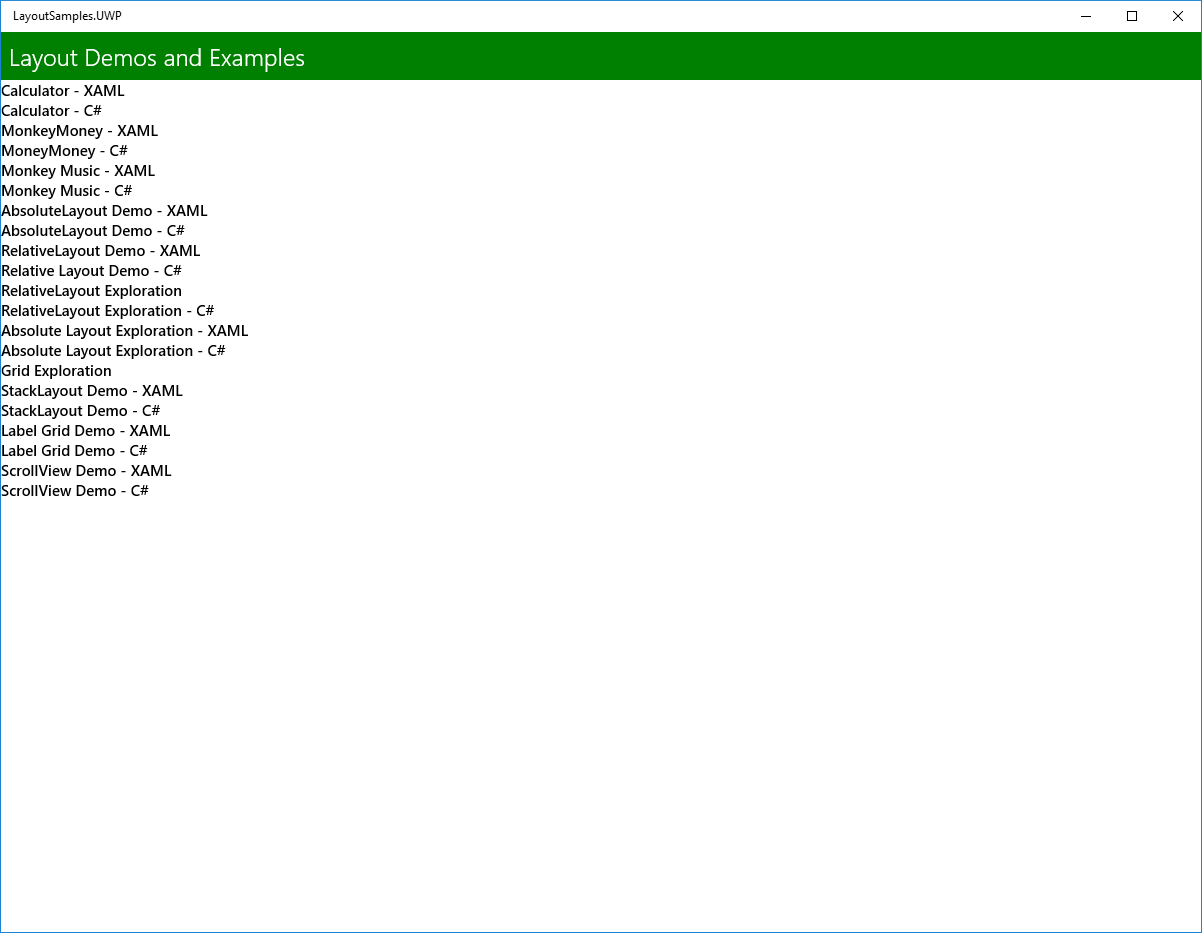 LayoutSamples.UWP
Layout Demos and Examples
Calculator - XAML
Calculator - C#
MonkeyMoney - XAML
MoneyMoney - C#
Monkey Music - XAML
Monkey Music - C#
AbsoluteLayout Demo - XAML
AbsoluteLayout Demo - C#
RelativeLayout Demo - XAML
Relative Layout Demo - C#
RelativeLayout Exploration
RelativeLayout Exploration - C#
Absolute Layout Exploration - XAML
Absolute Layout Exploration - C#
Grid Exploration
StackLayout Demo - XAML
StackLayout Demo - C#
Label Grid Demo - XAML
Label Grid Demo - C#
ScrollView Demo - XAML
ScrollView Demo - C#